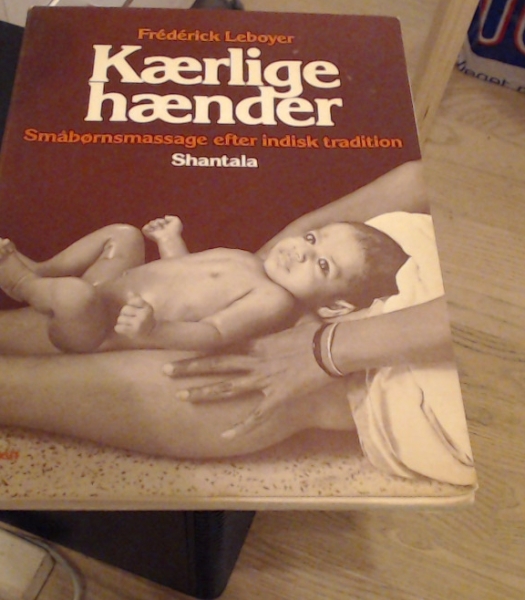 Frédérick Leboyer
Kærlige
hænder
Småbørnsmassage efter indisk tradition
Shantala